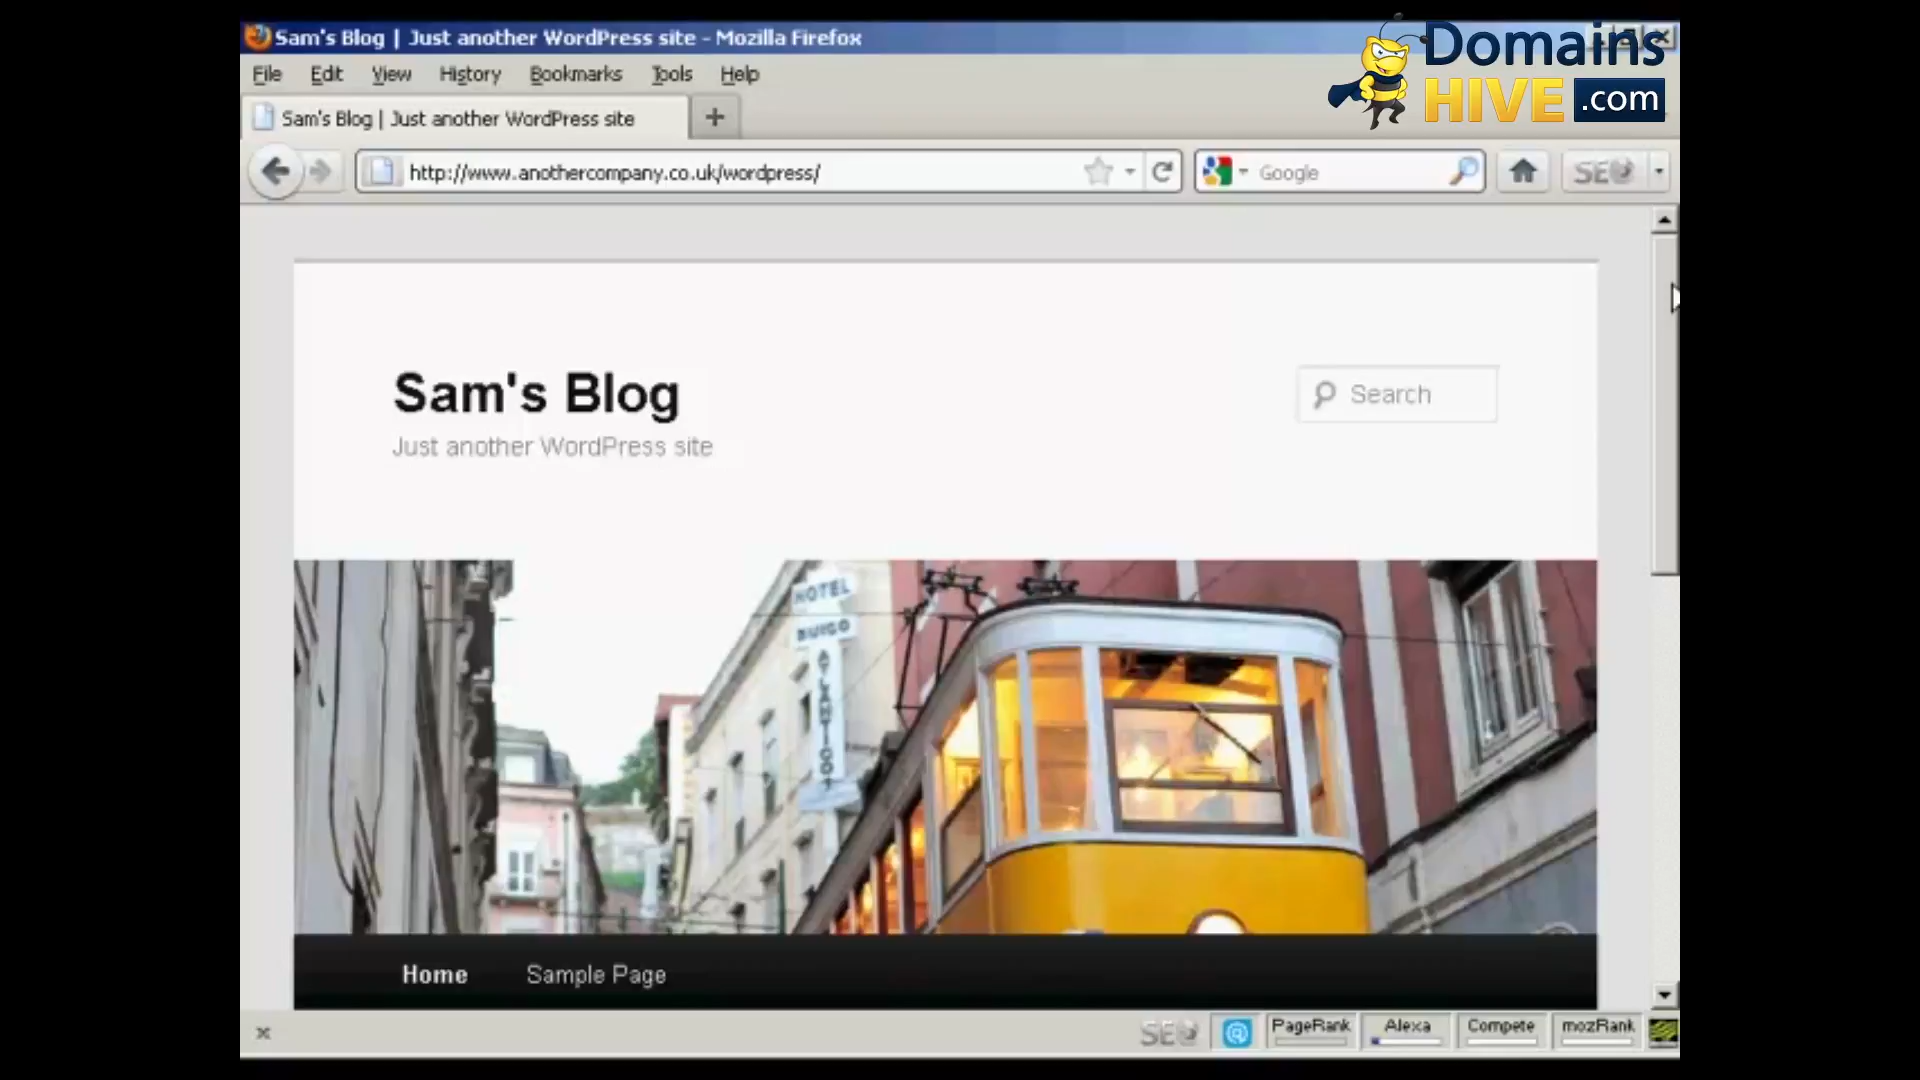 Sam's Blog | Just another WordPress site - Mozilla Firefox
Domains
HIVE.com
File Edit View History Bookmarks Tools Help
Sam's Blog | Just another WordPress site
http://www.anothercompany.co.uk/wordpress/
Google
SEO
Sam's Blog
Search
Just another WordPress site
HOTEL
Home Sample Page
SEO
PageRank
Alexa
Compete
mozRank